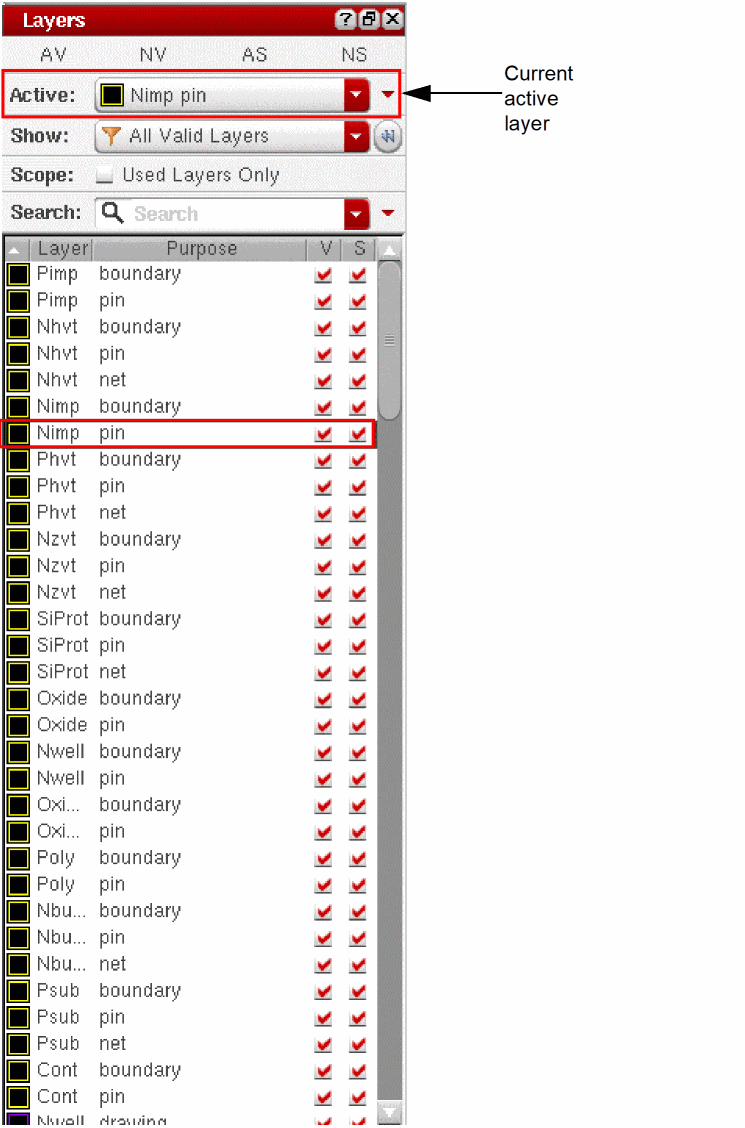 Layers
AV NV AS NS
Active: Nimp pin
Current
active
layer
Show: All Valid Layers
Scope: Used Layers Only
Search: Search
Layer Purpose V S
Pimp boundary
Pimp pin
Nhvt boundary
Nhvt pin
Nhvt net
Nimp boundary
Nimp pin
Phvt boundary
Phvt pin
Phvt net
Nzvt boundary
Nzvt pin
Nzvt net
SiProt boundary
SiProt pin
SiProt net
Oxide boundary
Oxide pin
Nwell boundary
Nwell pin
Oxi... boundary
Oxi... pin
Poly boundary
Poly pin
Nbu... boundary
Nbu... pin
Nbu... net
Psub boundary
Psub pin
Psub net
Cont boundary
Cont pin
Nwell drawing